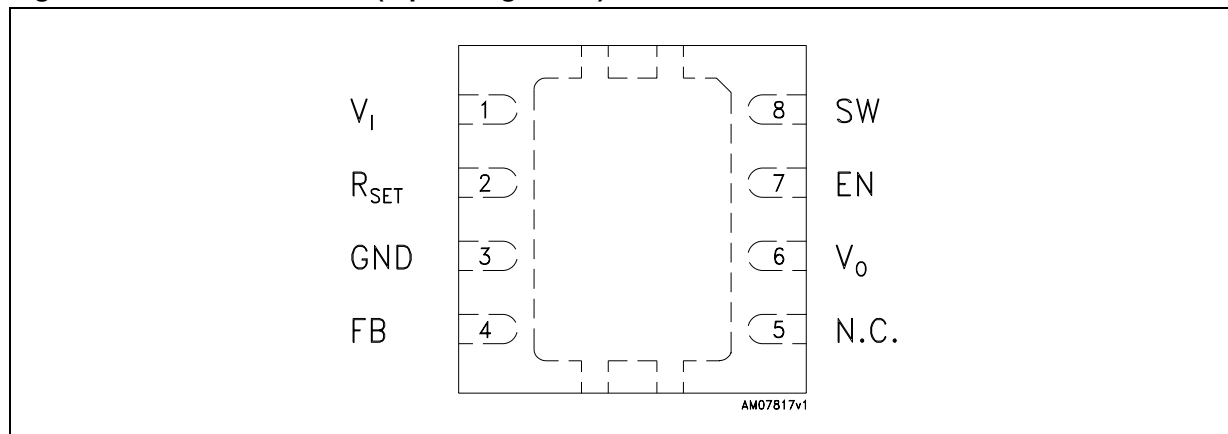 V_I 1 8 SW
R_SET 2 7 EN
GND 3 6 V_O
FB 4 5 N.C.
AM07817v1